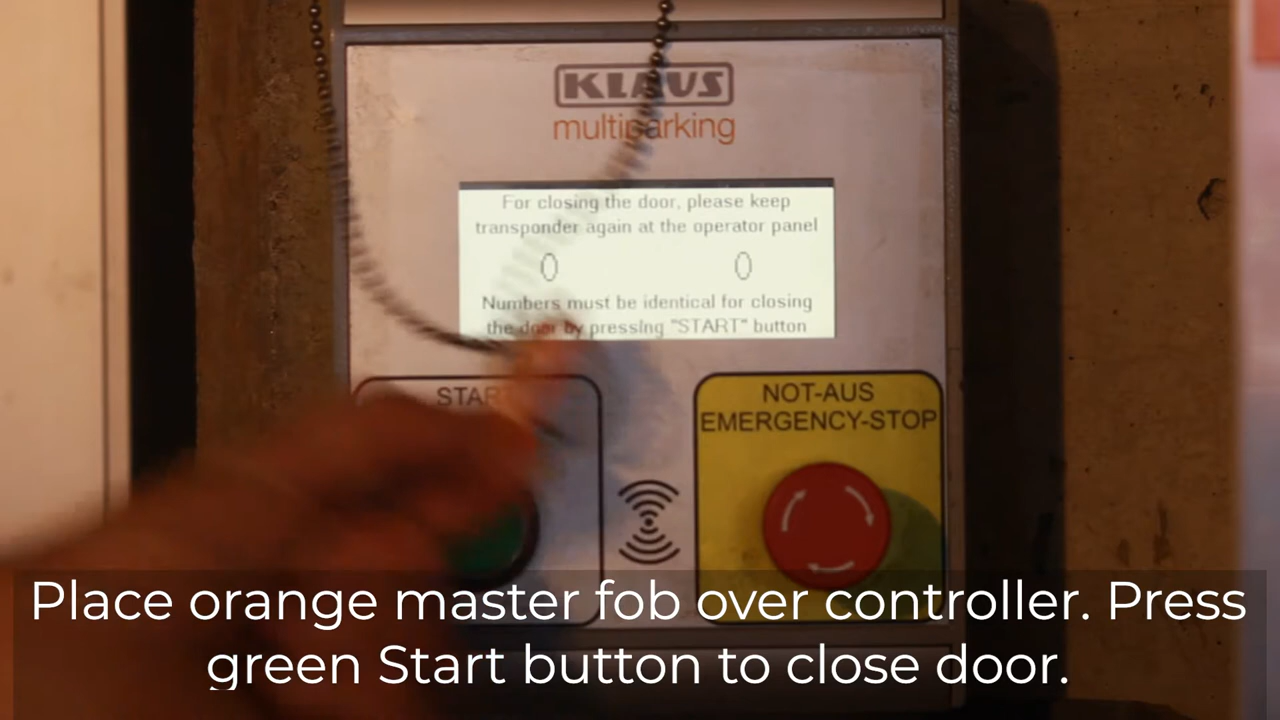 KLAUS
multiparking
For closing the door, please keep
transponder again at the operator panel
0 0
Numbers must be identical for closing
the door by pressing "START" button
START
NOT-AUS
EMERGENCY-STOP
Place orange master fob over controller. Press
green Start button to close door.